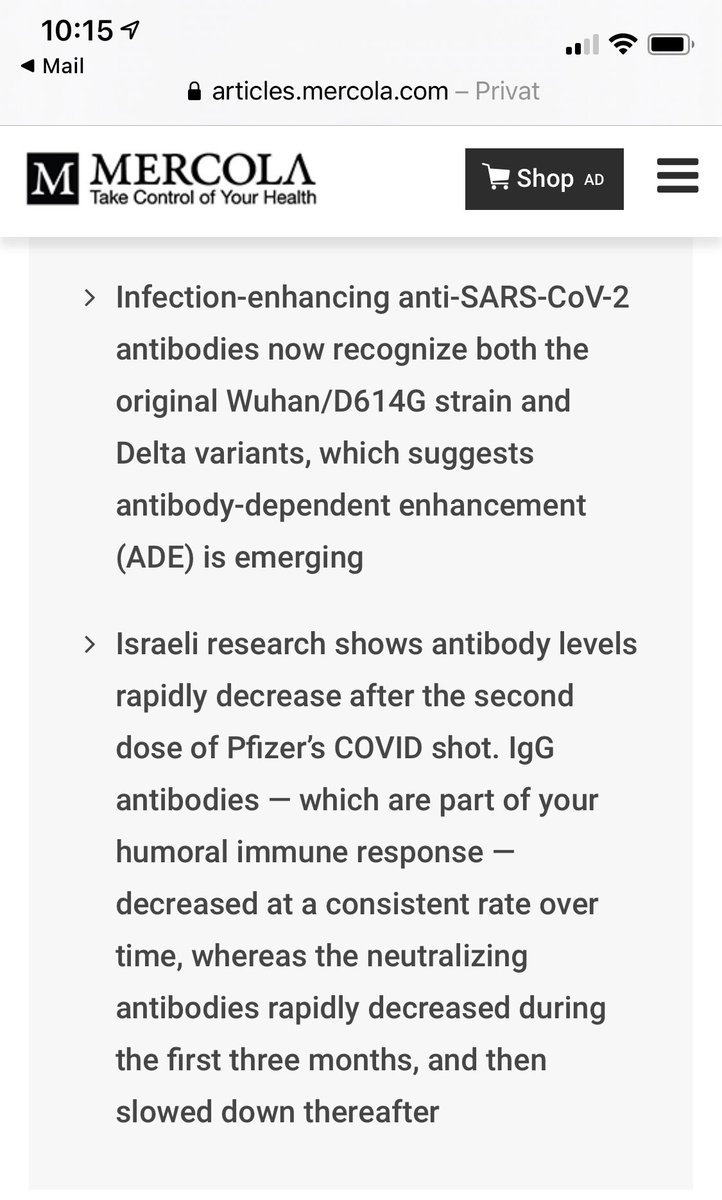 10:15
Mail
articles.mercola.com – Privat
M MERCOLA
Take Control of Your Health
Shop AD
Infection-enhancing anti-SARS-CoV-2
antibodies now recognize both the
original Wuhan/D614G strain and
Delta variants, which suggests
antibody-dependent enhancement
(ADE) is emerging
Israeli research shows antibody levels
rapidly decrease after the second
dose of Pfizer’s COVID shot. IgG
antibodies — which are part of your
humoral immune response —
decreased at a consistent rate over
time, whereas the neutralizing
antibodies rapidly decreased during
the first three months, and then
slowed down thereafter